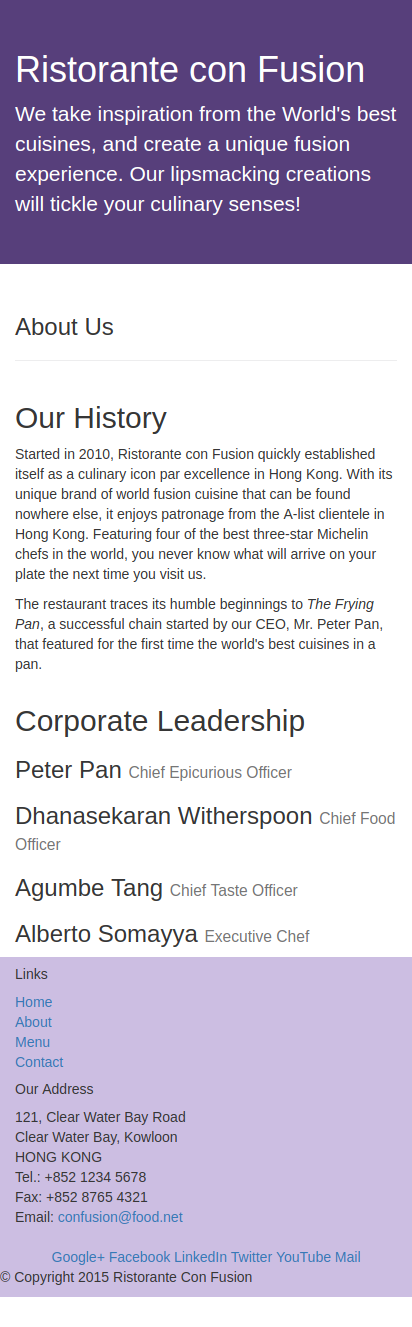 Ristorante con Fusion
We take inspiration from the World's best
cuisines, and create a unique fusion
experience. Our lipsmacking creations
will tickle your culinary senses!
About Us
Our History
Started in 2010, Ristorante con Fusion quickly established
itself as a culinary icon par excellence in Hong Kong. With its
unique brand of world fusion cuisine that can be found
nowhere else, it enjoys patronage from the A-list clientele in
Hong Kong. Featuring four of the best three-star Michelin
chefs in the world, you never know what will arrive on your
plate the next time you visit us.
The restaurant traces its humble beginnings to The Frying
Pan, a successful chain started by our CEO, Mr. Peter Pan,
that featured for the first time the world's best cuisines in a
pan.
Corporate Leadership
Peter Pan Chief Epicurious Officer
Dhanasekaran Witherspoon Chief Food
Officer
Agumbe Tang Chief Taste Officer
Alberto Somayya Executive Chef
Links
Home
About
Menu
Contact
Our Address
121, Clear Water Bay Road
Clear Water Bay, Kowloon
HONG KONG
Tel.: +852 1234 5678
Fax: +852 8765 4321
Email: confusion@food.net
Google+ Facebook LinkedIn Twitter YouTube Mail
© Copyright 2015 Ristorante Con Fusion